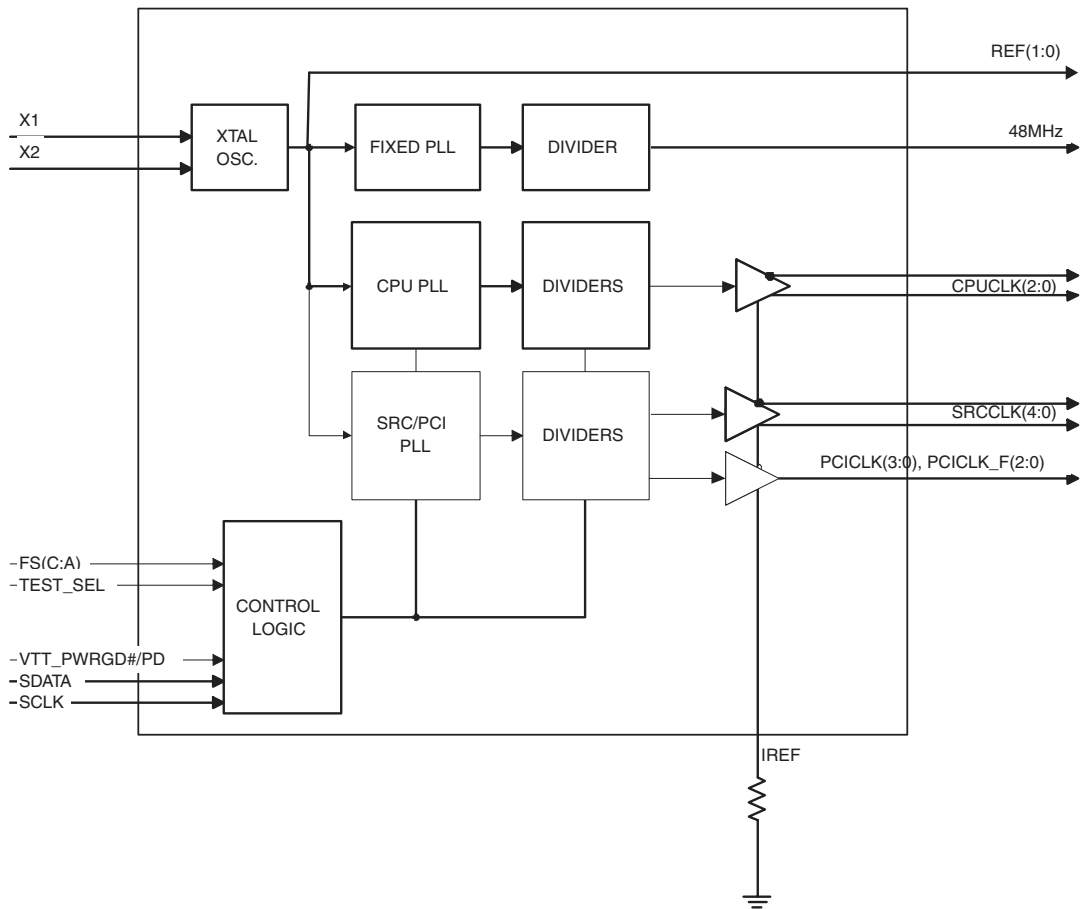 REF(1:0)
X1
XTAL
OSC.
FIXED PLL
DIVIDER
48MHz
X2
CPU PLL
DIVIDERS
CPUCLK(2:0)
SRC/PCI
PLL
DIVIDERS
SRCCLK(4:0)
PCICLK(3:0), PCICLK_F(2:0)
FS(C:A)
TEST_SEL
CONTROL
LOGIC
VTT_PWRGD#/PD
SDATA
SCLK
IREF